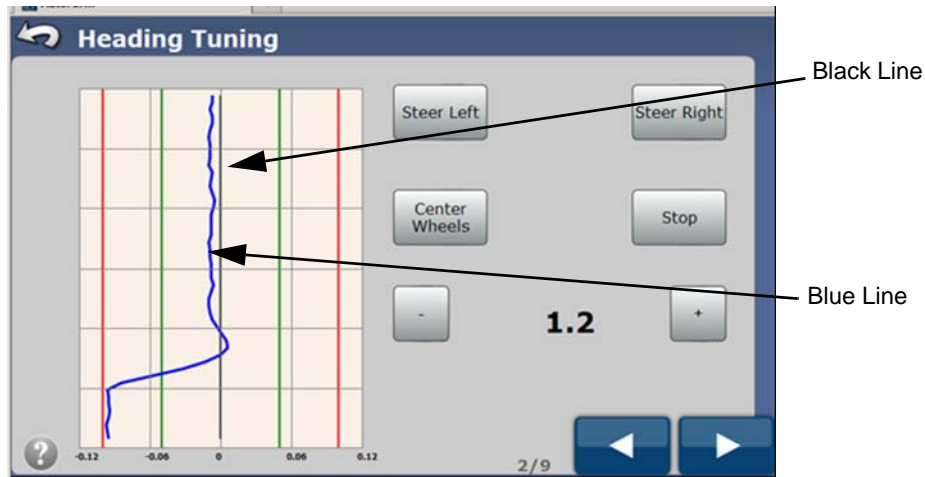 Heading Tuning
Black Line
Steer Left
Steer Right
Center
Wheels
Stop
Blue Line
-
1.2
+
-0.12
-0.06
0
0.06
0.12
?
2/9